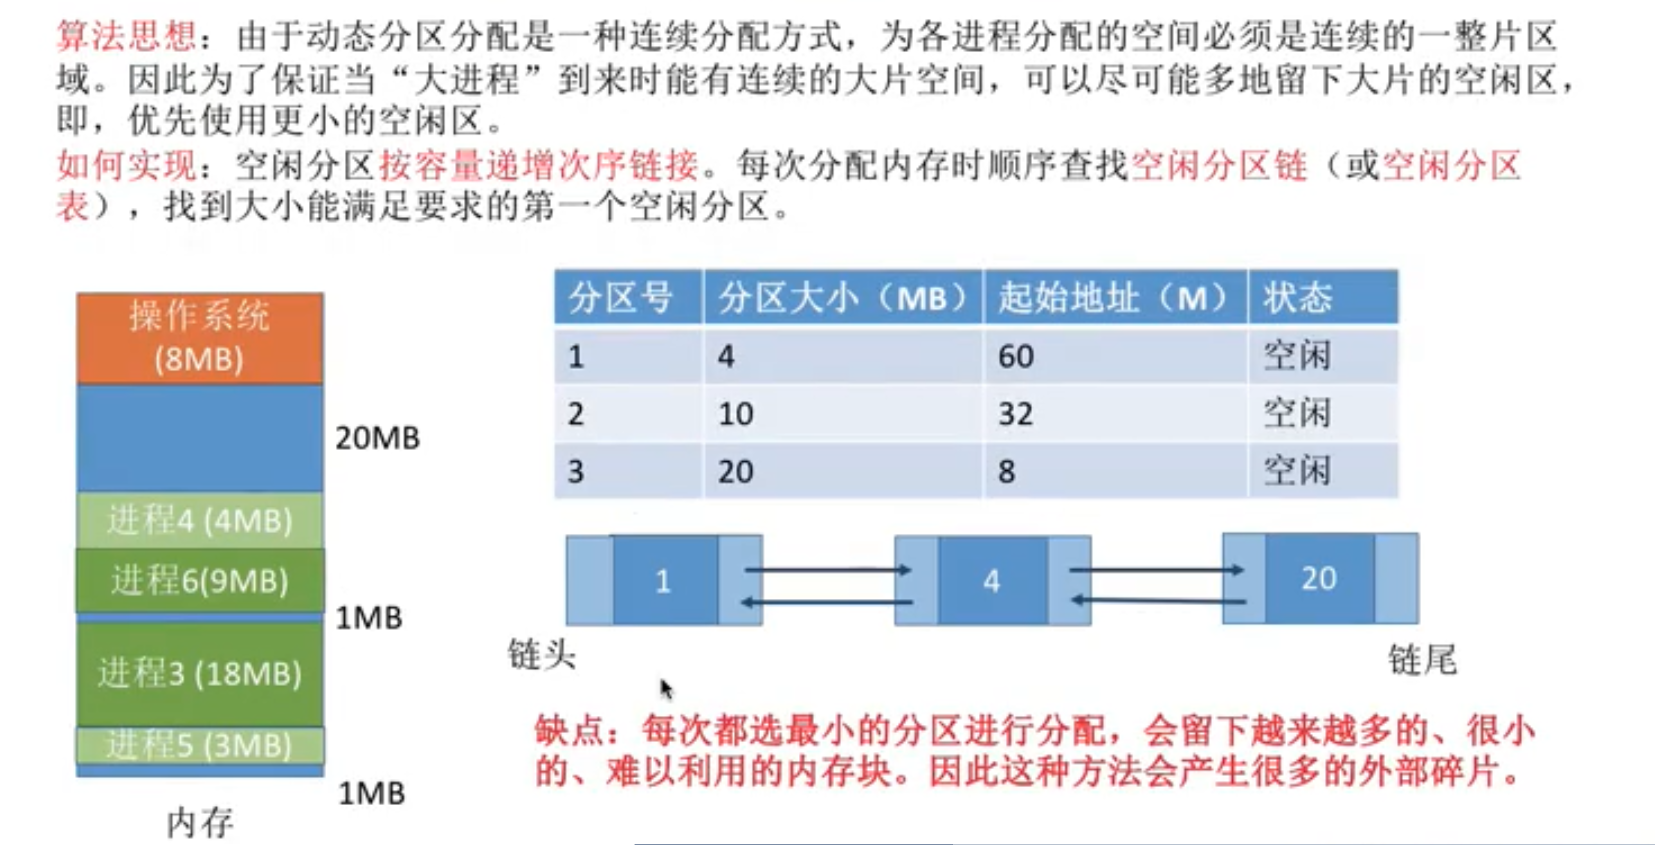 算法思想：由于动态分区分配是一种连续分配方式，为各进程分配的空间必须是连续的一整片区
域。因此为了保证当“大进程”到来时能有连续的大片空间，可以尽可能多地留下大片的空闲区，
即，优先使用更小的空闲区。
如何实现：空闲分区按容量递增次序链接。每次分配内存时顺序查找空闲分区链（或空闲分区
表），找到大小能满足要求的第一个空闲分区。
操作系统
(8MB)
20MB
进程4 (4MB)
进程6(9MB)
1MB
进程3 (18MB)
进程5 (3MB)
1MB
内存
分区号 分区大小（MB） 起始地址（M） 状态
1 4 60 空闲
2 10 32 空闲
3 20 8 空闲
1 4 20
链头 链尾
缺点：每次都选最小的分区进行分配，会留下越来越多的、很小
的、难以利用的内存块。因此这种方法会产生很多的外部碎片。